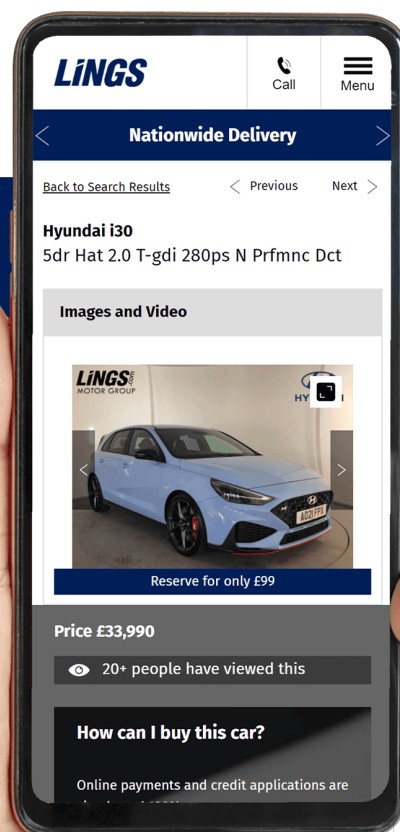 LiNGS
Call
Menu
Nationwide Delivery
Back to Search Results
Previous
Next
Hyundai i30
5dr Hat 2.0 T-gdi 280ps N Prfmnc Dct
Images and Video
LiNGS.com
MOTOR GROUP
Reserve for only £99
Price £33,990
20+ people have viewed this
How can I buy this car?
Online payments and credit applications are